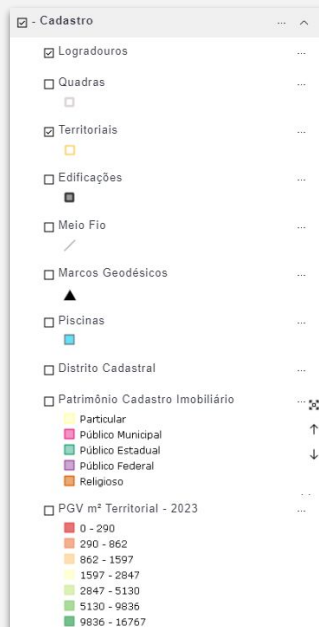 - Cadastro ...
Logradouros ...
Quadras ...
Territoriais ...
Edificações ...
Meio Fio ...
Marcos Geodésicos ...
Piscinas ...
Distrito Cadastral ...
Patrimônio Cadastro Imobiliário ...
Particular
Público Municipal
Público Estadual
Público Federal
Religioso
PGV m² Territorial - 2023 ...
0 - 290
290 - 862
862 - 1597
1597 - 2847
2847 - 5130
5130 - 9836
9836 - 16767